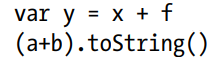 var y = x + f
(a+b).toString()